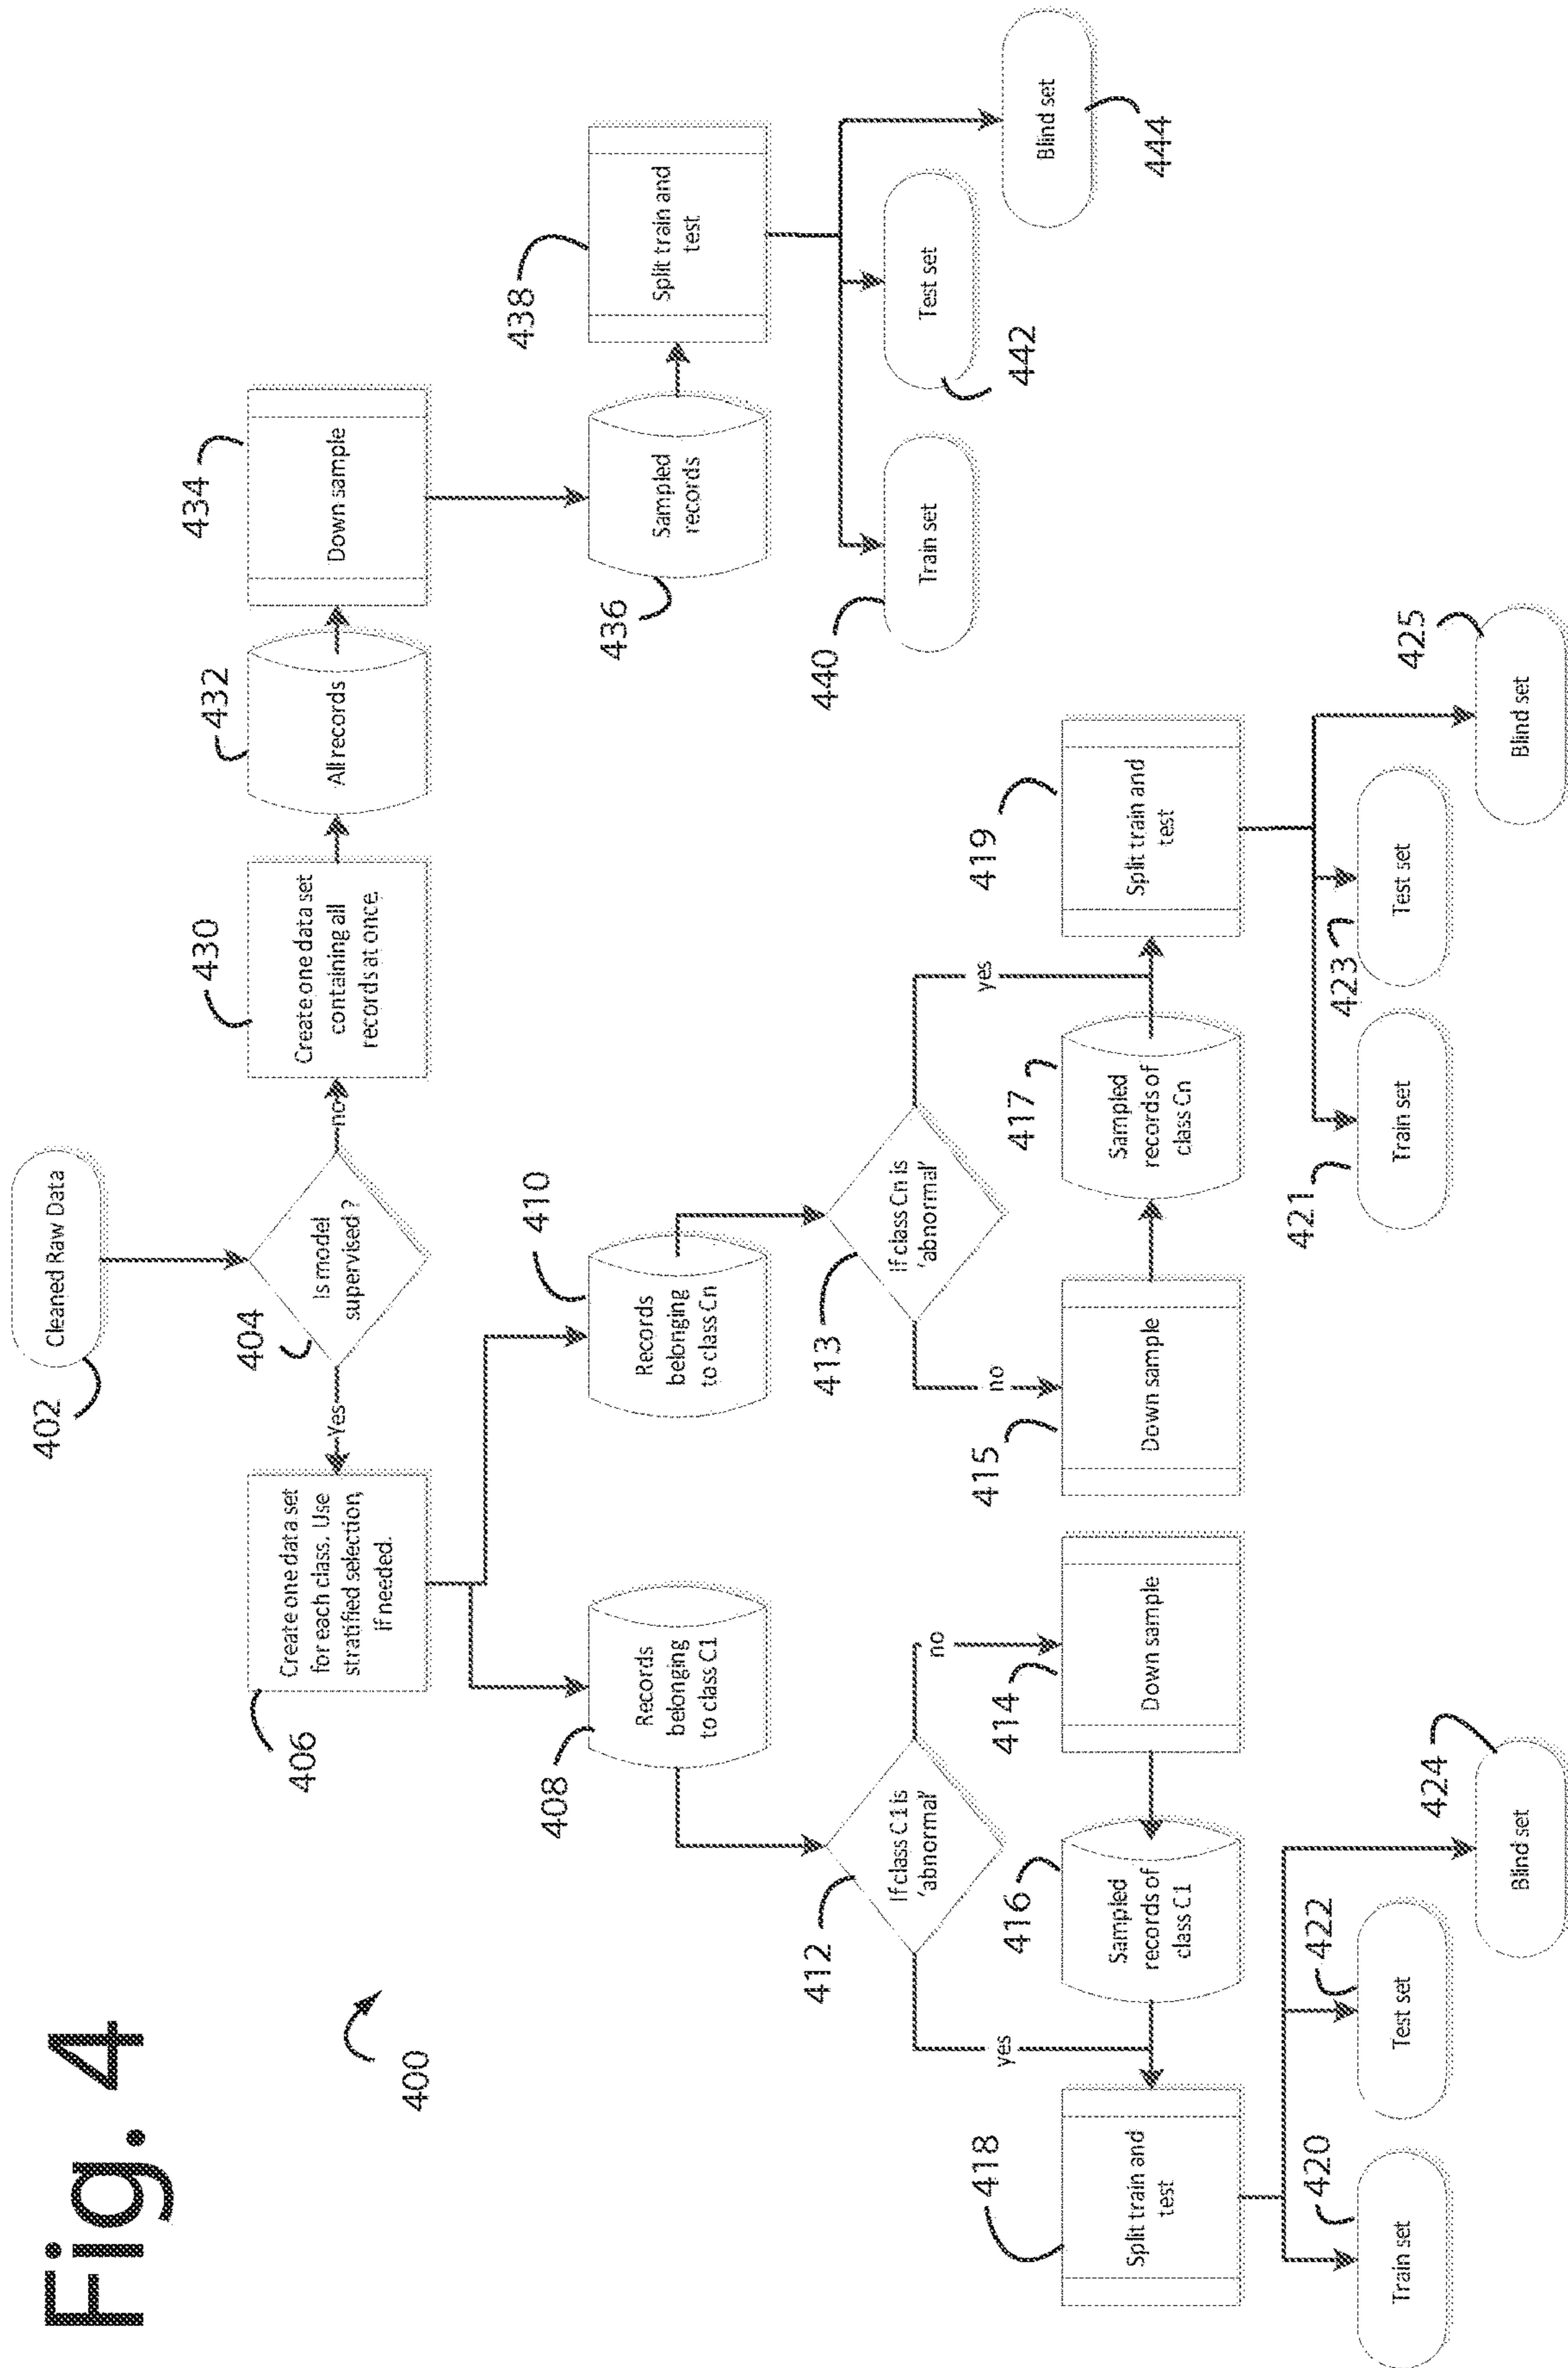 Fig. 4
400
Cleaned Raw Data
402
Is model
supervised ?
404
Yes
no
Create one data set
for each class. Use
stratified selection,
if needed.
406
Create one data set
containing all
records at once.
430
All records
432
Down sample
434
Records
belonging
to class C1
408
Records
belonging
to class Cn
410
Sampled
records
436
Split train and
test
438
If class C1 is
'abnormal'
412
yes
no
If class Cn is
'abnormal'
413
no
yes
Train set
440
Test set
442
Blind set
444
Split train and
test
418
Sampled
records of
class C1
416
Down sample
414
Down sample
415
Sampled
records of
class Cn
417
Split train and
test
419
Train set
420
Test set
422
Blind set
424
Train set
421
Test set
423
Blind set
425